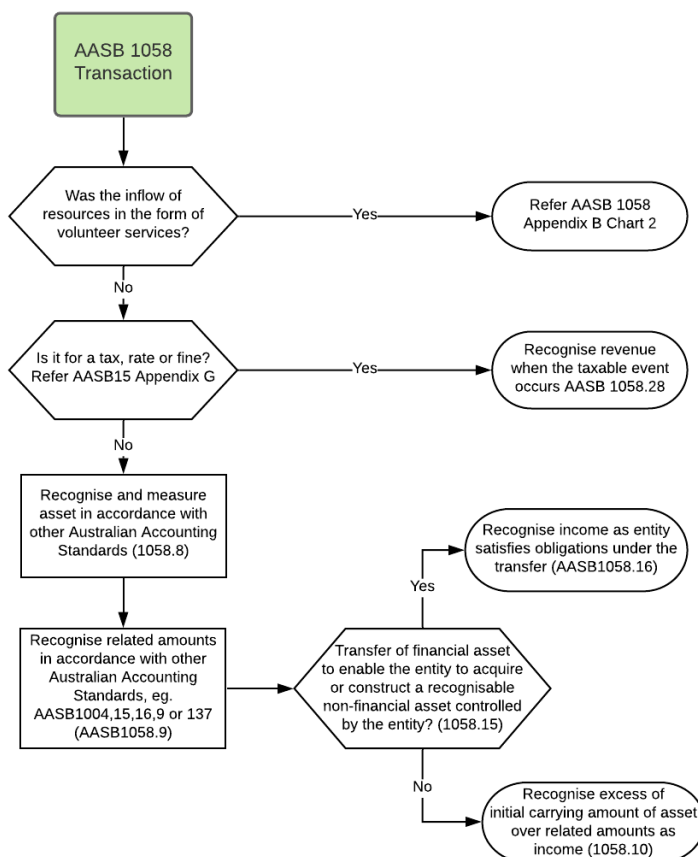 AASB 1058
Transaction
Was the inflow of
resources in the form of
volunteer services?
Yes
Refer AASB 1058
Appendix B Chart 2
No
Is it for a tax, rate or fine?
Refer AASB15 Appendix G
Yes
Recognise revenue
when the taxable event
occurs AASB 1058.28
No
Recognise and measure
asset in accordance with
other Australian Accounting
Standards (1058.8)
Recognise related amounts
in accordance with other
Australian Accounting
Standards, eg.
AASB1004,15,16,9 or 137
(AASB1058.9)
Transfer of financial asset
to enable the entity to acquire
or construct a recognisable
non-financial asset controlled
by the entity? (1058.15)
Yes
Recognise income as entity
satisfies obligations under the
transfer (AASB1058.16)
No
Recognise excess of
initial carrying amount of asset
over related amounts as
income (1058.10)